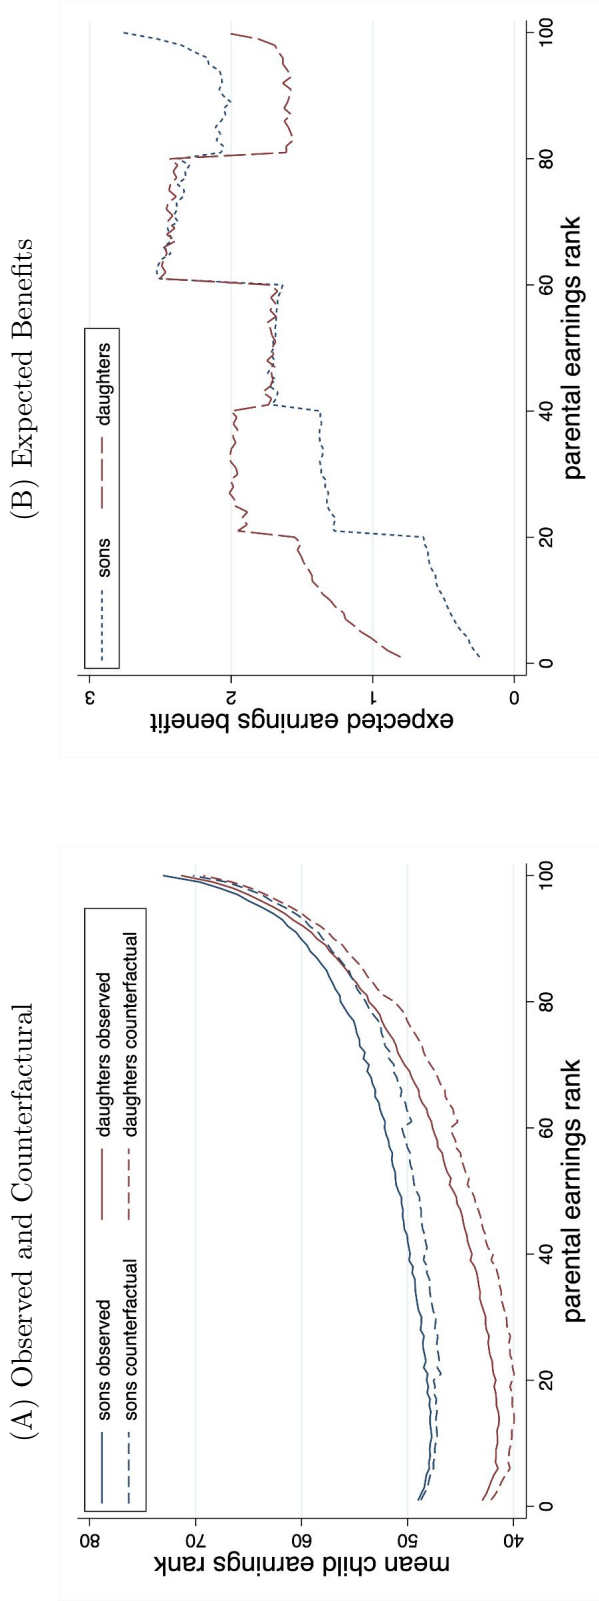 (A) Observed and Counterfactural
sons observed
daughters observed
sons counterfactual
daughters counterfactual
mean child earnings rank
80
70
60
50
40
0 20 40 60 80 100
parental earnings rank
(B) Expected Benefits
sons
daughters
expected earnings benefit
3
2
1
0
0 20 40 60 80 100
parental earnings rank